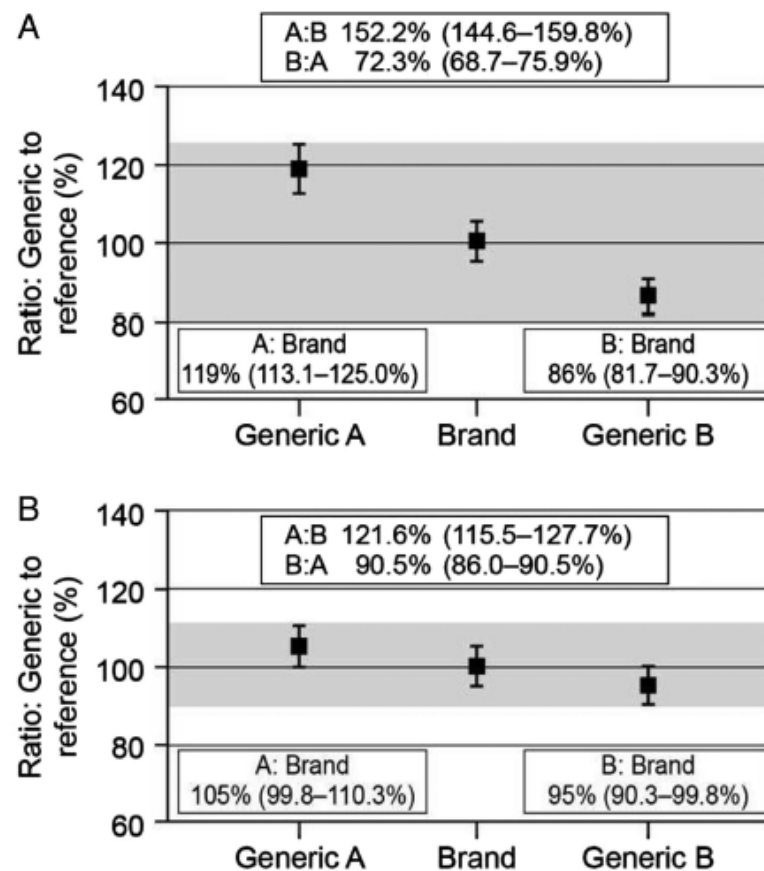 A
A:B 152.2% (144.6–159.8%)
B:A 72.3% (68.7–75.9%)
Ratio: Generic to
reference (%)
140
120
100
80
60
A: Brand
119% (113.1–125.0%)
B: Brand
86% (81.7–90.3%)
Generic A Brand Generic B
B
A:B 121.6% (115.5–127.7%)
B:A 90.5% (86.0–90.5%)
Ratio: Generic to
reference (%)
140
120
100
80
60
A: Brand
105% (99.8–110.3%)
B: Brand
95% (90.3–99.8%)
Generic A Brand Generic B